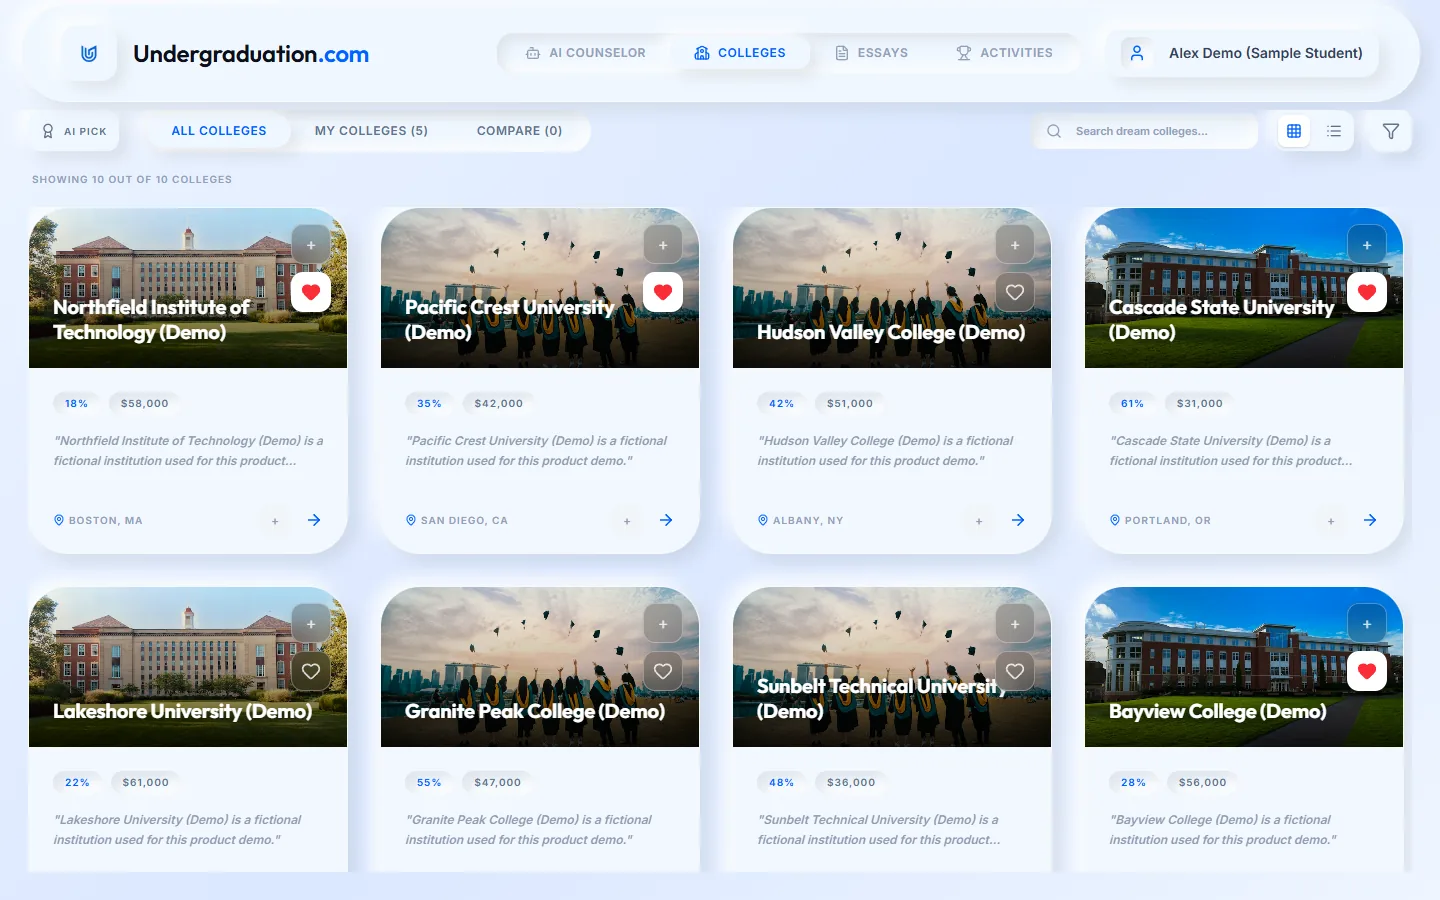 Undergraduation.com
AI COUNSELOR
COLLEGES
ESSAYS
ACTIVITIES
Alex Demo (Sample Student)
AI PICK
ALL COLLEGES
MY COLLEGES (5)
COMPARE (0)
Search dream colleges...
SHOWING 10 OUT OF 10 COLLEGES
+
Northfield Institute of
Technology (Demo)
18%
$58,000
"Northfield Institute of Technology (Demo) is a
fictional institution used for this product...
BOSTON, MA
+
+
Pacific Crest University
(Demo)
35%
$42,000
"Pacific Crest University (Demo) is a fictional
institution used for this product demo."
SAN DIEGO, CA
+
+
Hudson Valley College (Demo)
42%
$51,000
"Hudson Valley College (Demo) is a fictional
institution used for this product demo."
ALBANY, NY
+
+
Cascade State University
(Demo)
61%
$31,000
"Cascade State University (Demo) is a
fictional institution used for this product...
PORTLAND, OR
+
+
Lakeshore University (Demo)
22%
$61,000
"Lakeshore University (Demo) is a fictional
institution used for this product demo."
+
Granite Peak College (Demo)
55%
$47,000
"Granite Peak College (Demo) is a fictional
institution used for this product demo."
+
Sunbelt Technical University
(Demo)
48%
$36,000
"Sunbelt Technical University (Demo) is a
fictional institution used for this product...
+
Bayview College (Demo)
28%
$56,000
"Bayview College (Demo) is a fictional
institution used for this product demo."